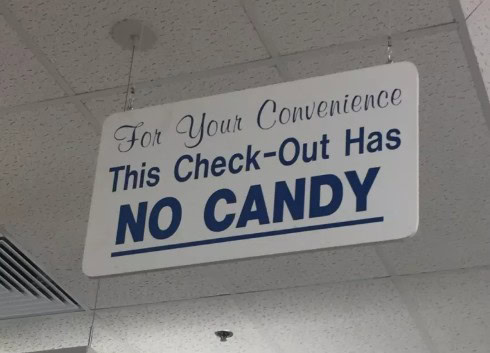 For Your Convenience
This Check-Out Has
NO CANDY